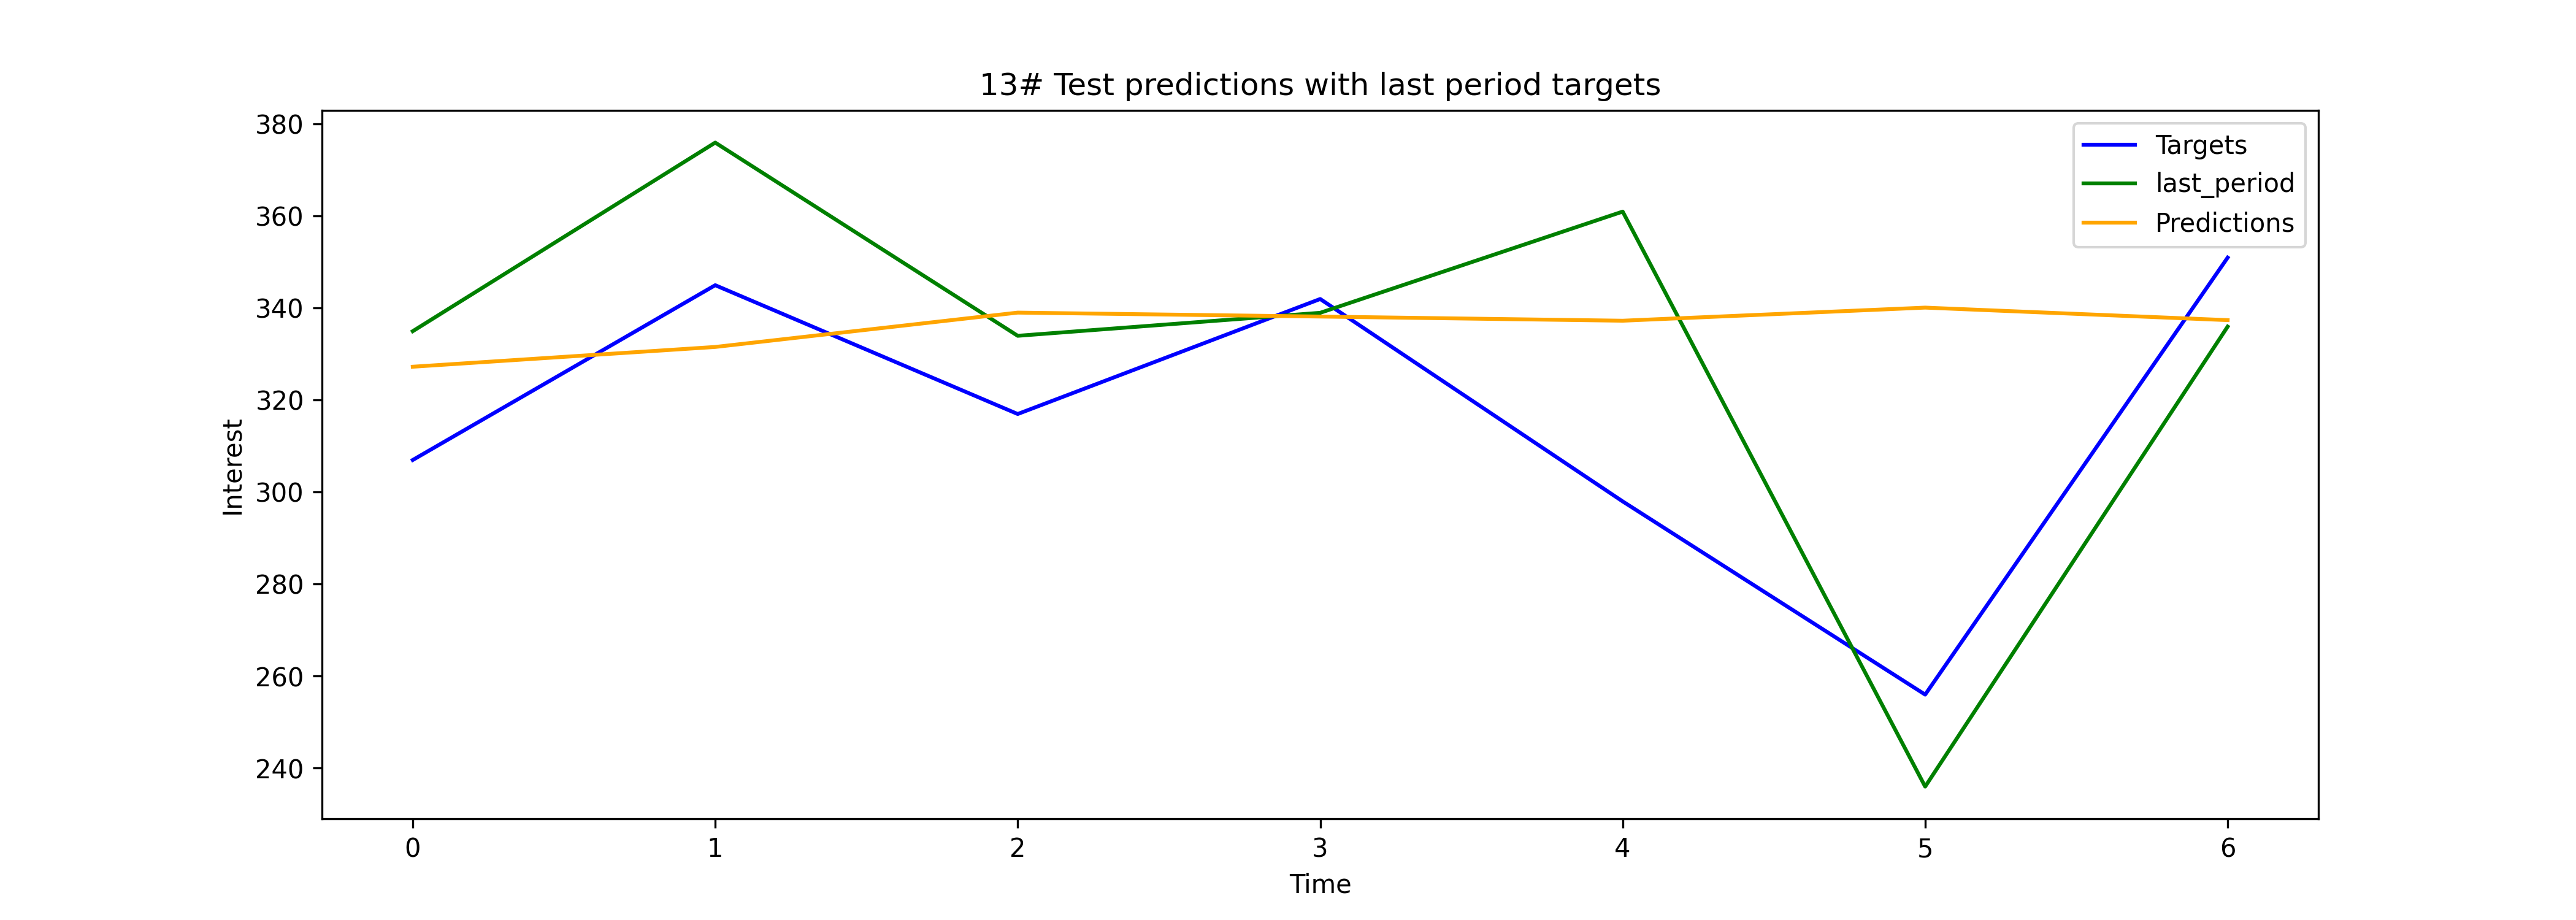 13# Test predictions with last period targets
380
360
340
320
300
280
260
240
Interest
Targets
last_period
Predictions
0 1 2 3 4 5 6
Time